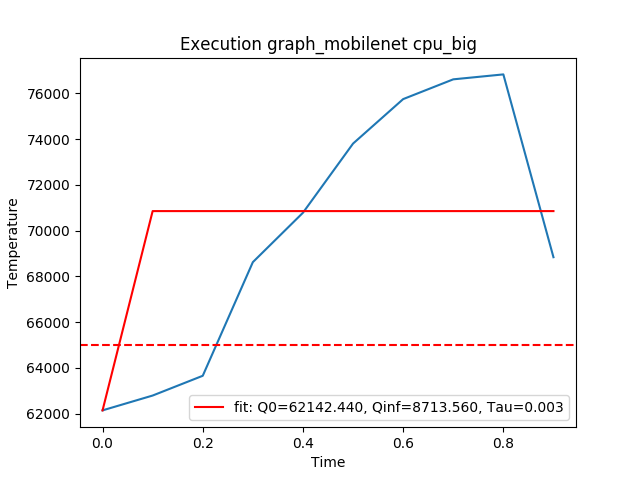 Execution graph_mobilenet cpu_big
76000
74000
72000
70000
68000
66000
64000
62000
Temperature
fit: Q0=62142.440, Qinf=8713.560, Tau=0.003
0.0 0.2 0.4 0.6 0.8
Time